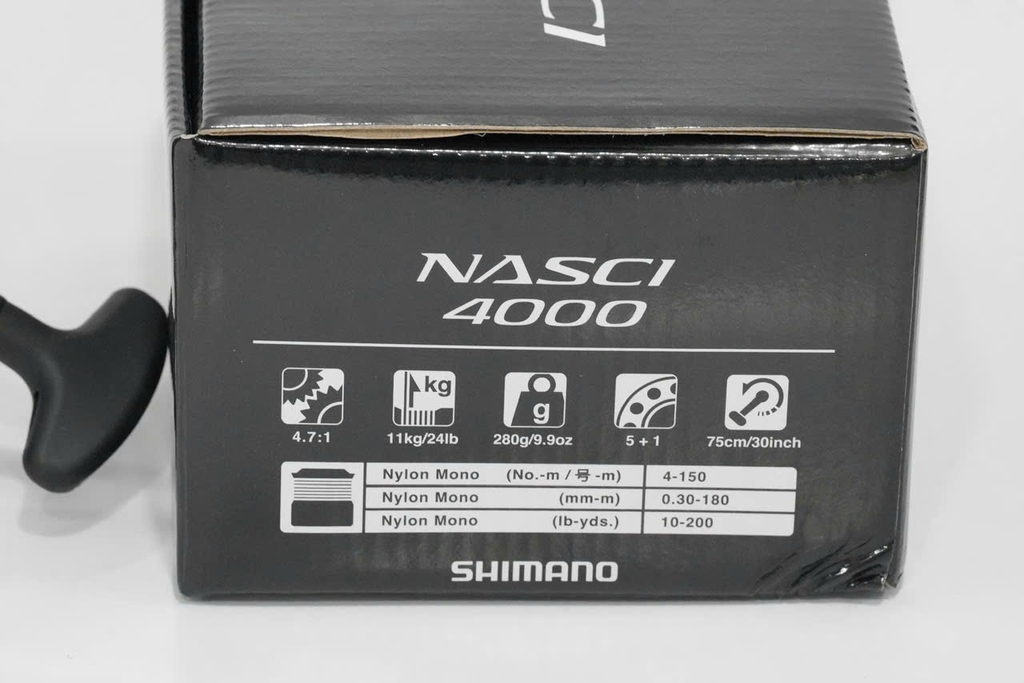 CI
NASCI
4000
kg
g
4.7:1 11kg/24lb 280g/9.9oz 5 + 1 75cm/30inch
Nylon Mono (No.-m / 号 -m) 4-150
Nylon Mono (mm-m) 0.30-180
Nylon Mono (lb-yds.) 10-200
SHIMANO